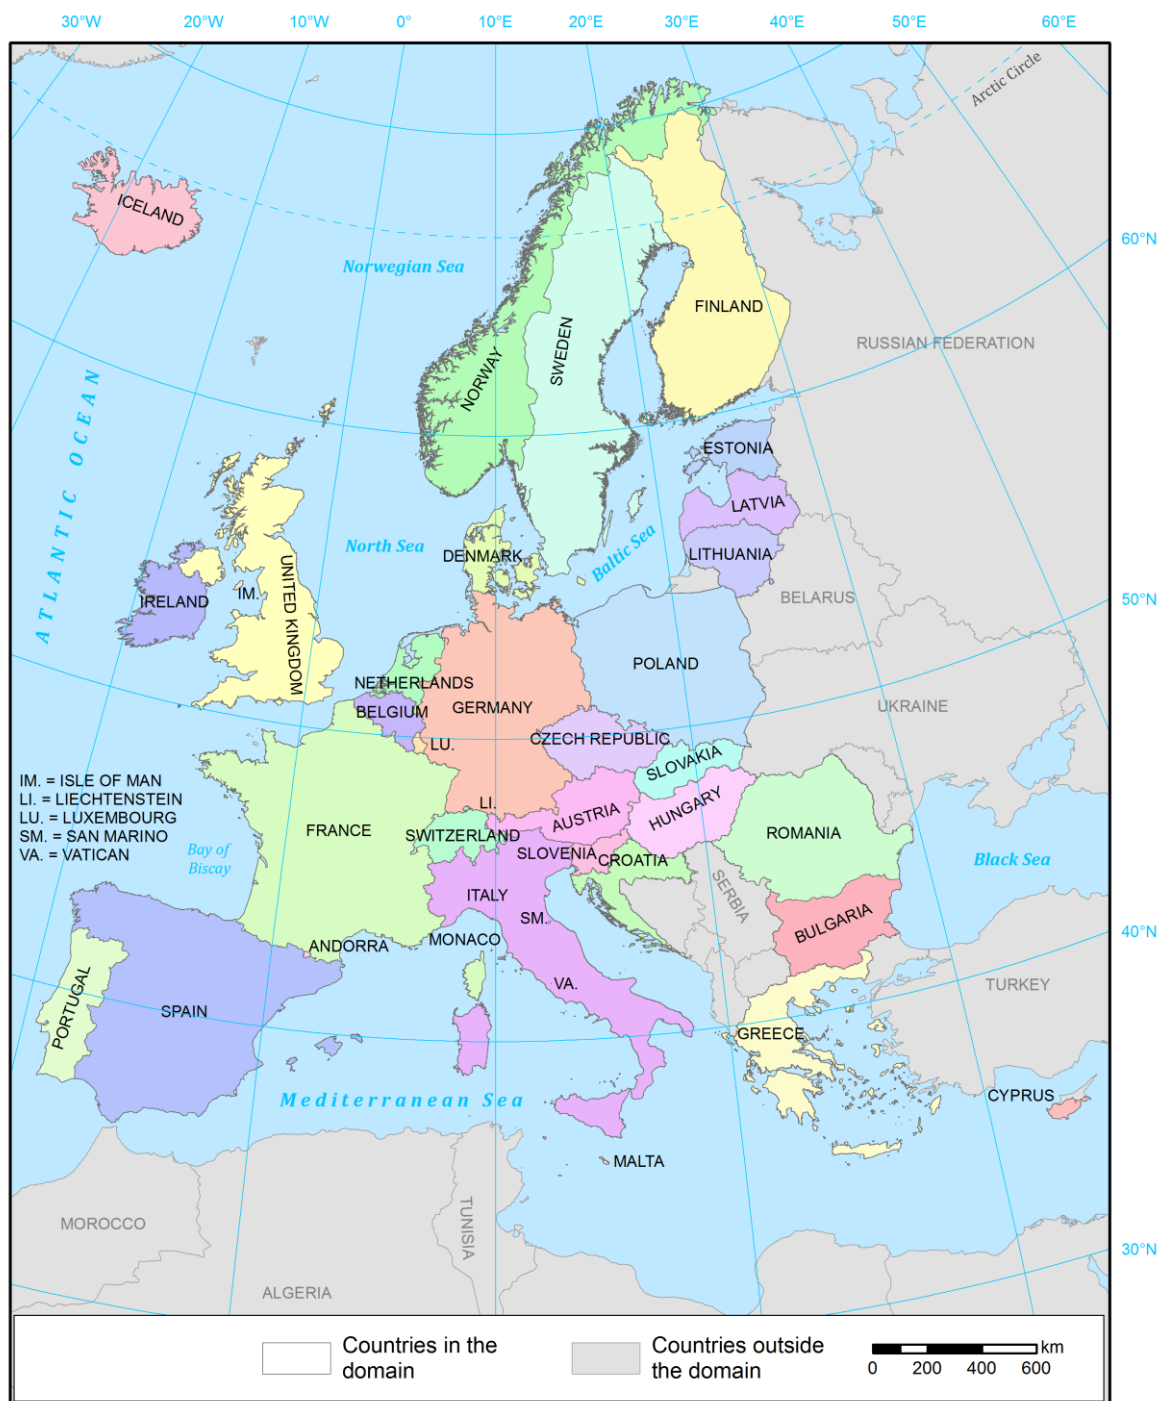 30°W 20°W 10°W 0° 10°E 20°E 30°E 40°E 50°E 60°E
Arctic Circle
ICELAND
60°N
Norwegian Sea
FINLAND
RUSSIAN FEDERATION
SWEDEN
NORWAY
ATLANTIC OCEAN
ESTONIA
LATVIA
North Sea
DENMARK
Baltic Sea
LITHUANIA
IM.
IRELAND
UNITED KINGDOM
BELARUS
50°N
POLAND
NETHERLANDS
BELGIUM
GERMANY
UKRAINE
LU.
CZECH REPUBLIC
SLOVAKIA
IM. = ISLE OF MAN
LI. = LIECHTENSTEIN
LU. = LUXEMBOURG
SM. = SAN MARINO
VA. = VATICAN
LI.
AUSTRIA
HUNGARY
FRANCE
SWITZERLAND
ROMANIA
Bay of
Biscay
SLOVENIA
CROATIA
Black Sea
ITALY
SERBIA
SM.
BULGARIA
40°N
ANDORRA
MONACO
VA.
TURKEY
PORTUGAL
SPAIN
GREECE
Mediterranean Sea
CYPRUS
MALTA
MOROCCO
TUNISIA
30°N
ALGERIA
Countries in the
domain
Countries outside
the domain
km
0 200 400 600